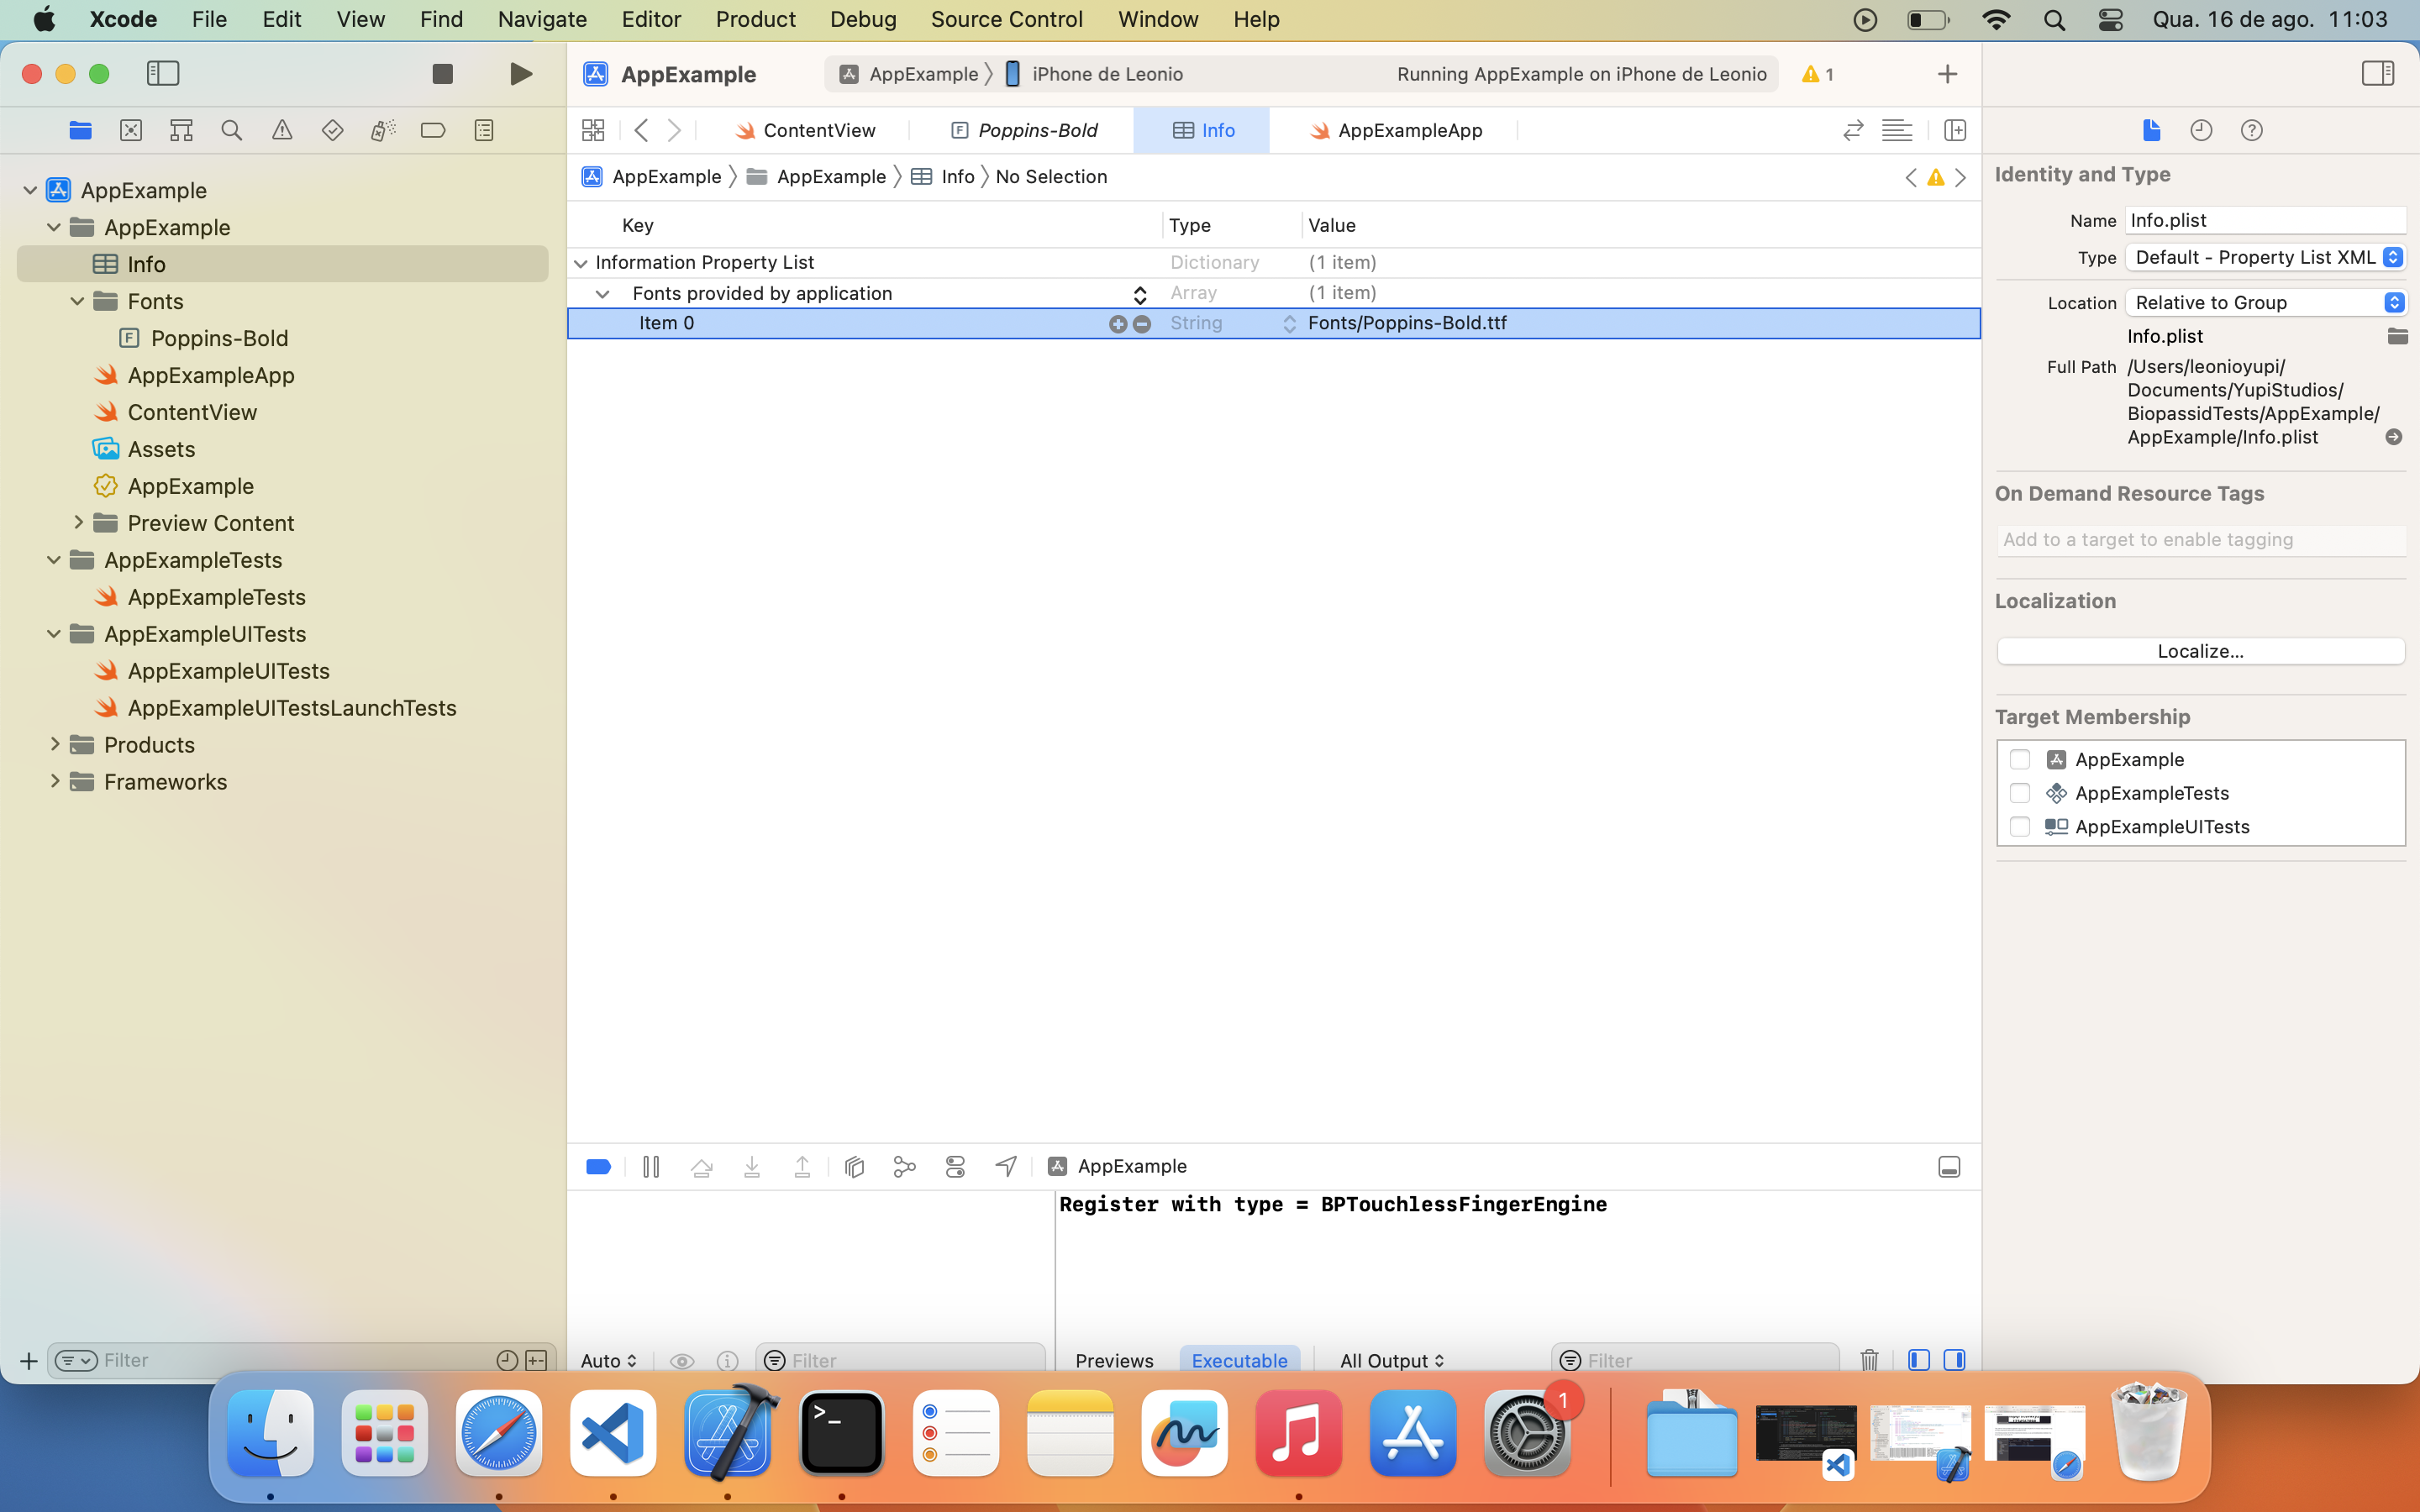 Xcode File Edit View Find Navigate Editor Product Debug Source Control Window Help Qua. 16 de ago. 11:03
AppExample AppExample iPhone de Leonio Running AppExample on iPhone de Leonio 1
ContentView Poppins-Bold Info AppExampleApp
AppExample AppExample Info No Selection
Key Type Value
Information Property List Dictionary (1 item)
Fonts provided by application Array (1 item)
Item 0 String Fonts/Poppins-Bold.ttf
AppExample
AppExample
Info
Fonts
Poppins-Bold
AppExampleApp
ContentView
Assets
AppExample
Preview Content
AppExampleTests
AppExampleTests
AppExampleUITests
AppExampleUITests
AppExampleUITestsLaunchTests
Products
Frameworks
Filter
Identity and Type
Name Info.plist
Type Default - Property List XML
Location Relative to Group
Info.plist
Full Path /Users/leonioyupi/
Documents/YupiStudios/
BiopassidTests/AppExample/
AppExample/Info.plist
On Demand Resource Tags
Add to a target to enable tagging
Localization
Localize...
Target Membership
AppExample
AppExampleTests
AppExampleUITests
AppExample
Register with type = BPTouchlessFingerEngine
Auto Filter Previews Executable All Output Filter
1